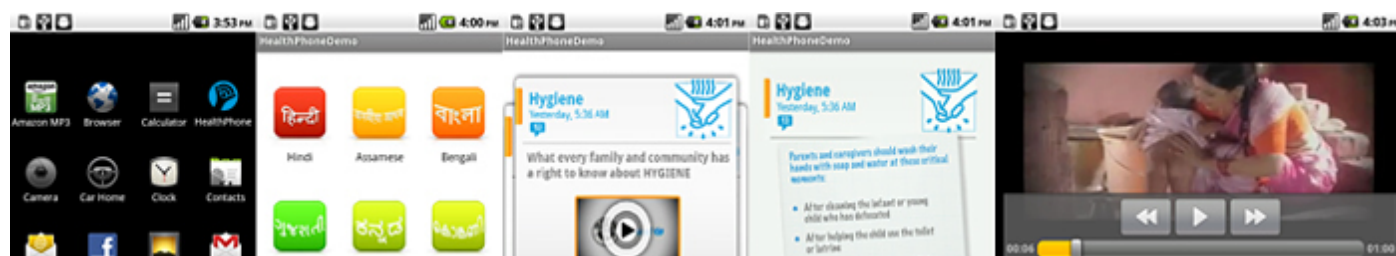 3:53 PM
amazon
Amazon MP3
Browser
Calculator
HealthPhone
Camera
Car Home
Clock
Contacts
4:00 PM
HealthPhoneDemo
हिन्दी
বাংলা
Hindi
Assamese
Bengali
ગુજરાતી
ಕನ್ನಡ
4:01 PM
HealthPhoneDemo
Hygiene
Yesterday, 5:36 AM
What every family and community has
a right to know about HYGIENE
4:01 PM
HealthPhoneDemo
Hygiene
Yesterday, 5:36 AM
Parents and caregivers should wash their
hands with soap and water at these critical
moments:
• After cleaning the infant or young
child who has defecated
• After helping the child use the toilet
or latrine
4:03 PM
00:06
01:00